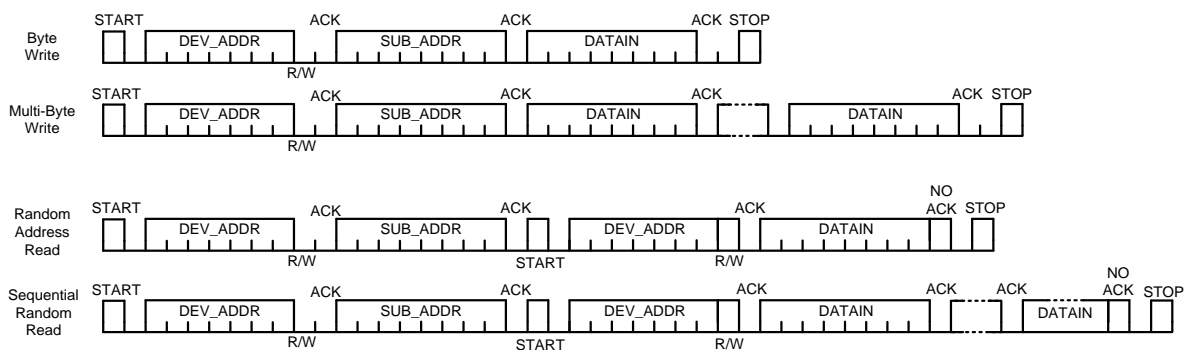 START ACK ACK ACK STOP
Byte
Write
DEV_ADDR SUB_ADDR DATAIN
R/W
START ACK ACK ACK ACK STOP
Multi-Byte
Write
DEV_ADDR SUB_ADDR DATAIN DATAIN
R/W
NO
START ACK ACK ACK ACK STOP
Random
Address
Read
DEV_ADDR SUB_ADDR DEV_ADDR DATAIN
R/W START R/W
NO
START ACK ACK ACK ACK ACK ACK STOP
Sequential
Random
Read
DEV_ADDR SUB_ADDR DEV_ADDR DATAIN DATAIN
R/W START R/W